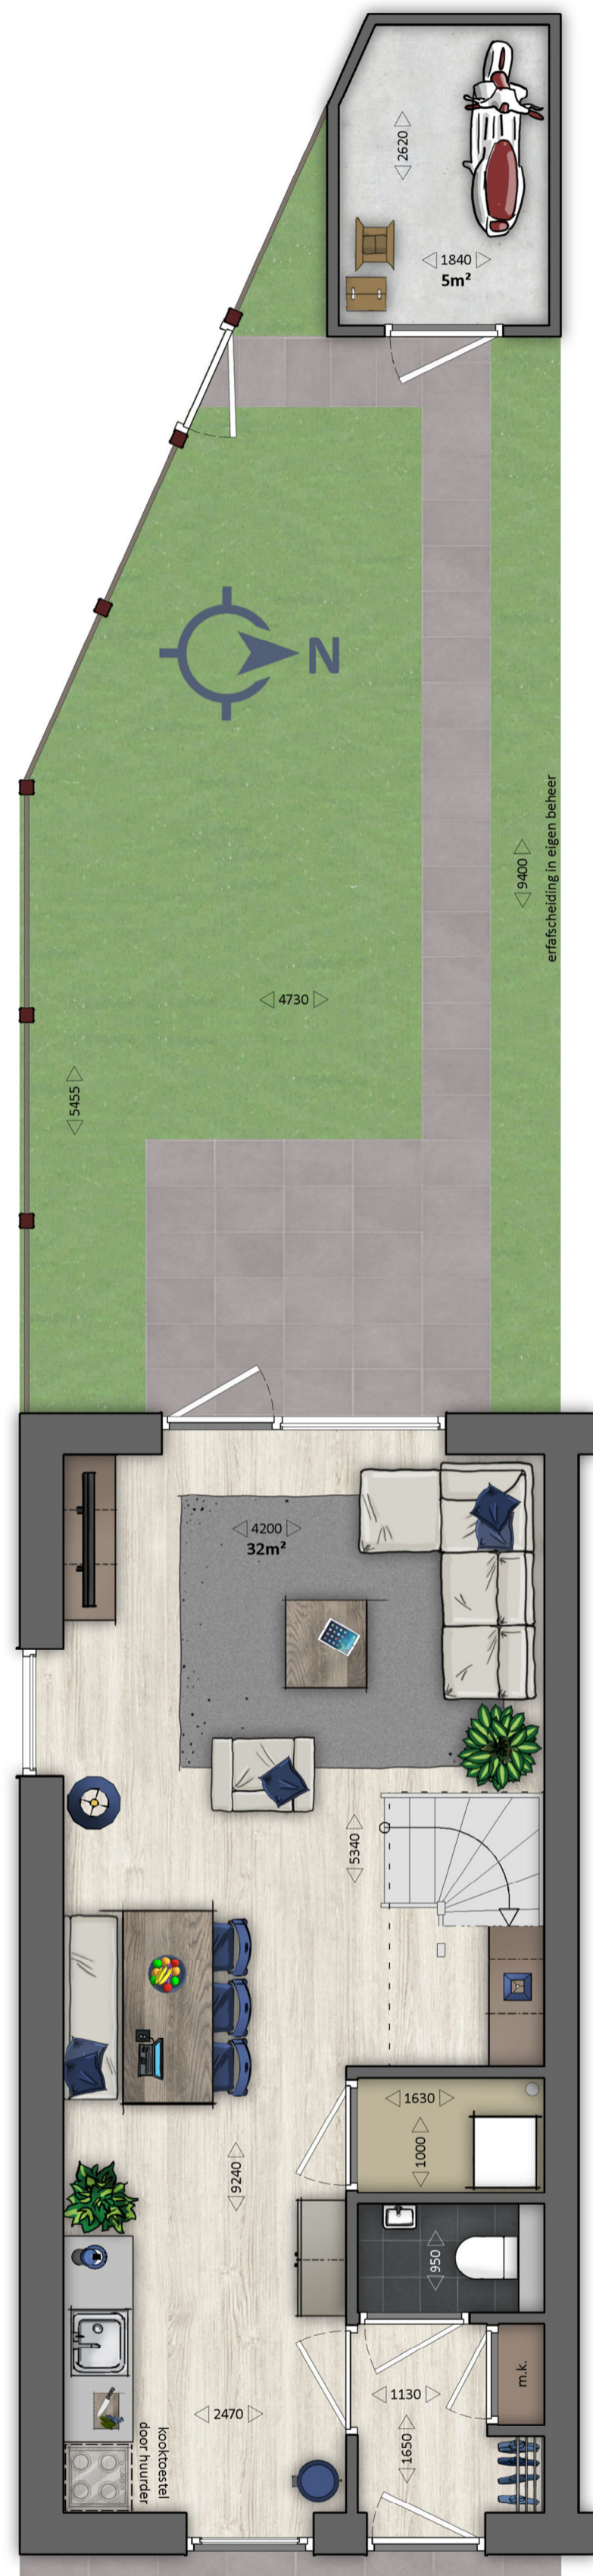 2620
1840
5m²
N
erfafscheiding in eigen beheer
9400
4730
5455
4200
32m²
5340
1630
1000
9240
950
m.k.
1130
2470
1650
kooktoestel
door huurder